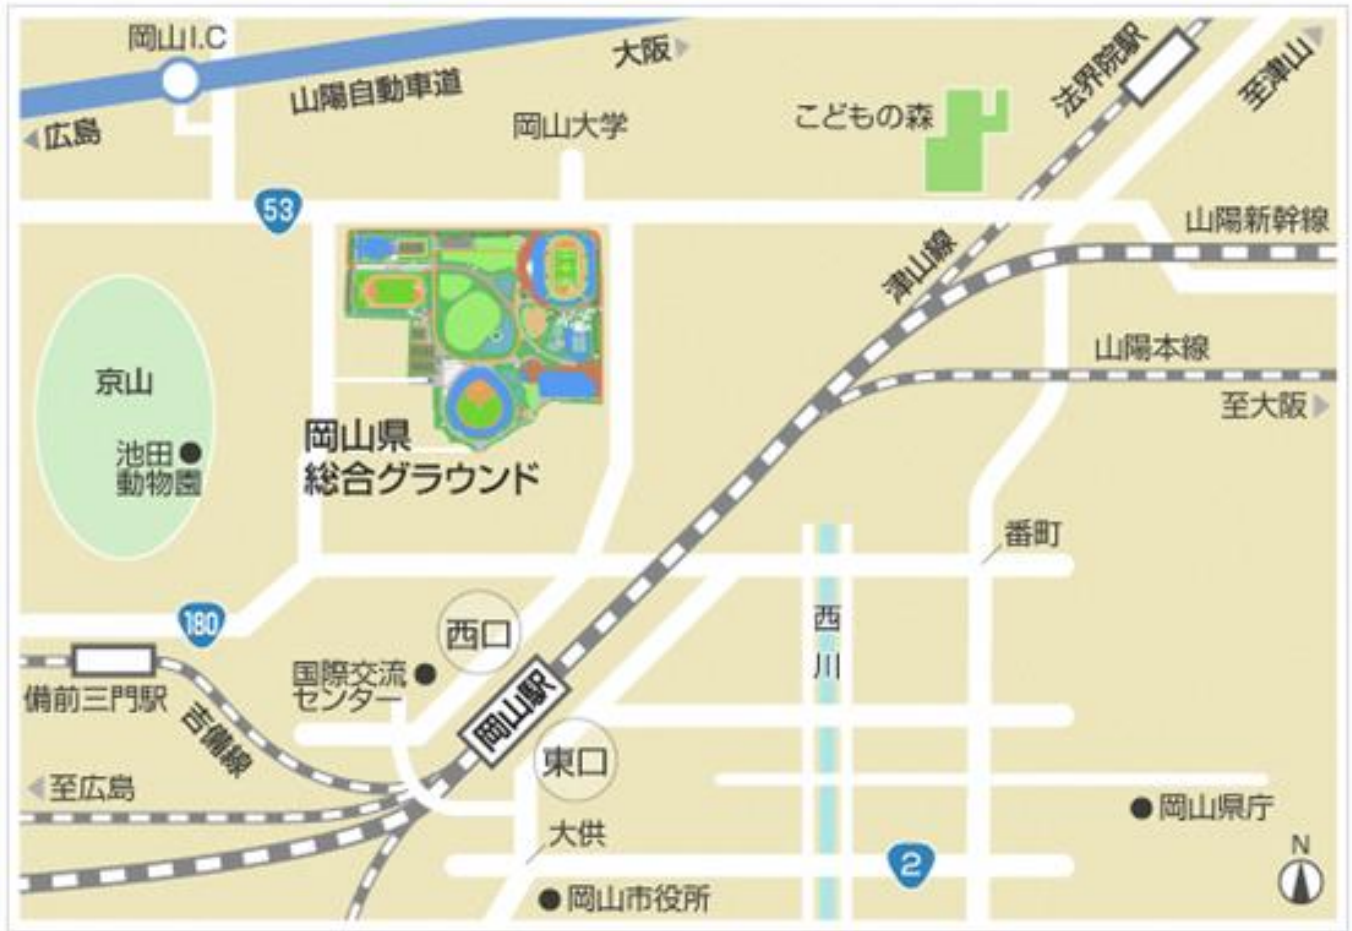 岡山I.C
大阪
山陽自動車道
広島
岡山大学
こどもの森
法界院駅
至津山
53
山陽新幹線
津山線
山陽本線
至大阪
京山
池田
動物園
岡山県
総合グラウンド
番町
180
西口
西川
国際交流
センター
備前三門駅
吉備線
岡山駅
東口
至広島
大供
岡山県庁
2
岡山市役所
N